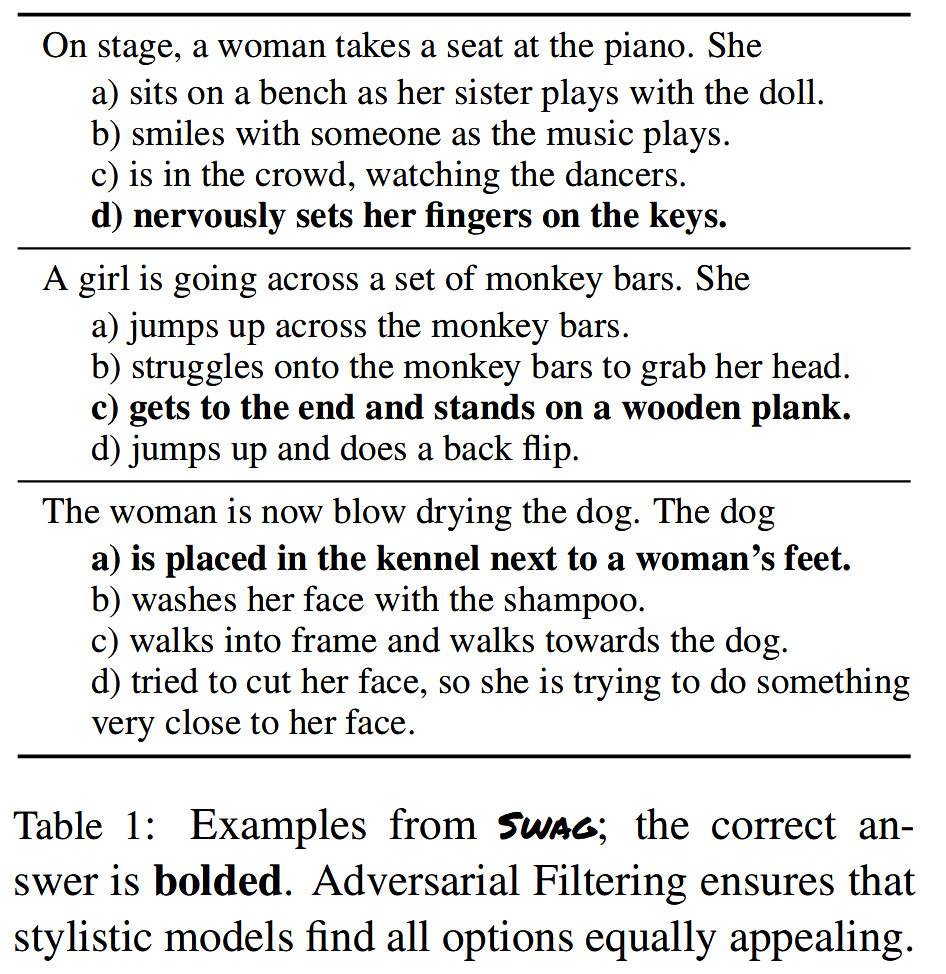 On stage, a woman takes a seat at the piano. She
a) sits on a bench as her sister plays with the doll.
b) smiles with someone as the music plays.
c) is in the crowd, watching the dancers.
d) nervously sets her fingers on the keys.
A girl is going across a set of monkey bars. She
a) jumps up across the monkey bars.
b) struggles onto the monkey bars to grab her head.
c) gets to the end and stands on a wooden plank.
d) jumps up and does a back flip.
The woman is now blow drying the dog. The dog
a) is placed in the kennel next to a woman’s feet.
b) washes her face with the shampoo.
c) walks into frame and walks towards the dog.
d) tried to cut her face, so she is trying to do something
very close to her face.
Table 1: Examples from SWAG; the correct an-
swer is bolded. Adversarial Filtering ensures that
stylistic models find all options equally appealing.